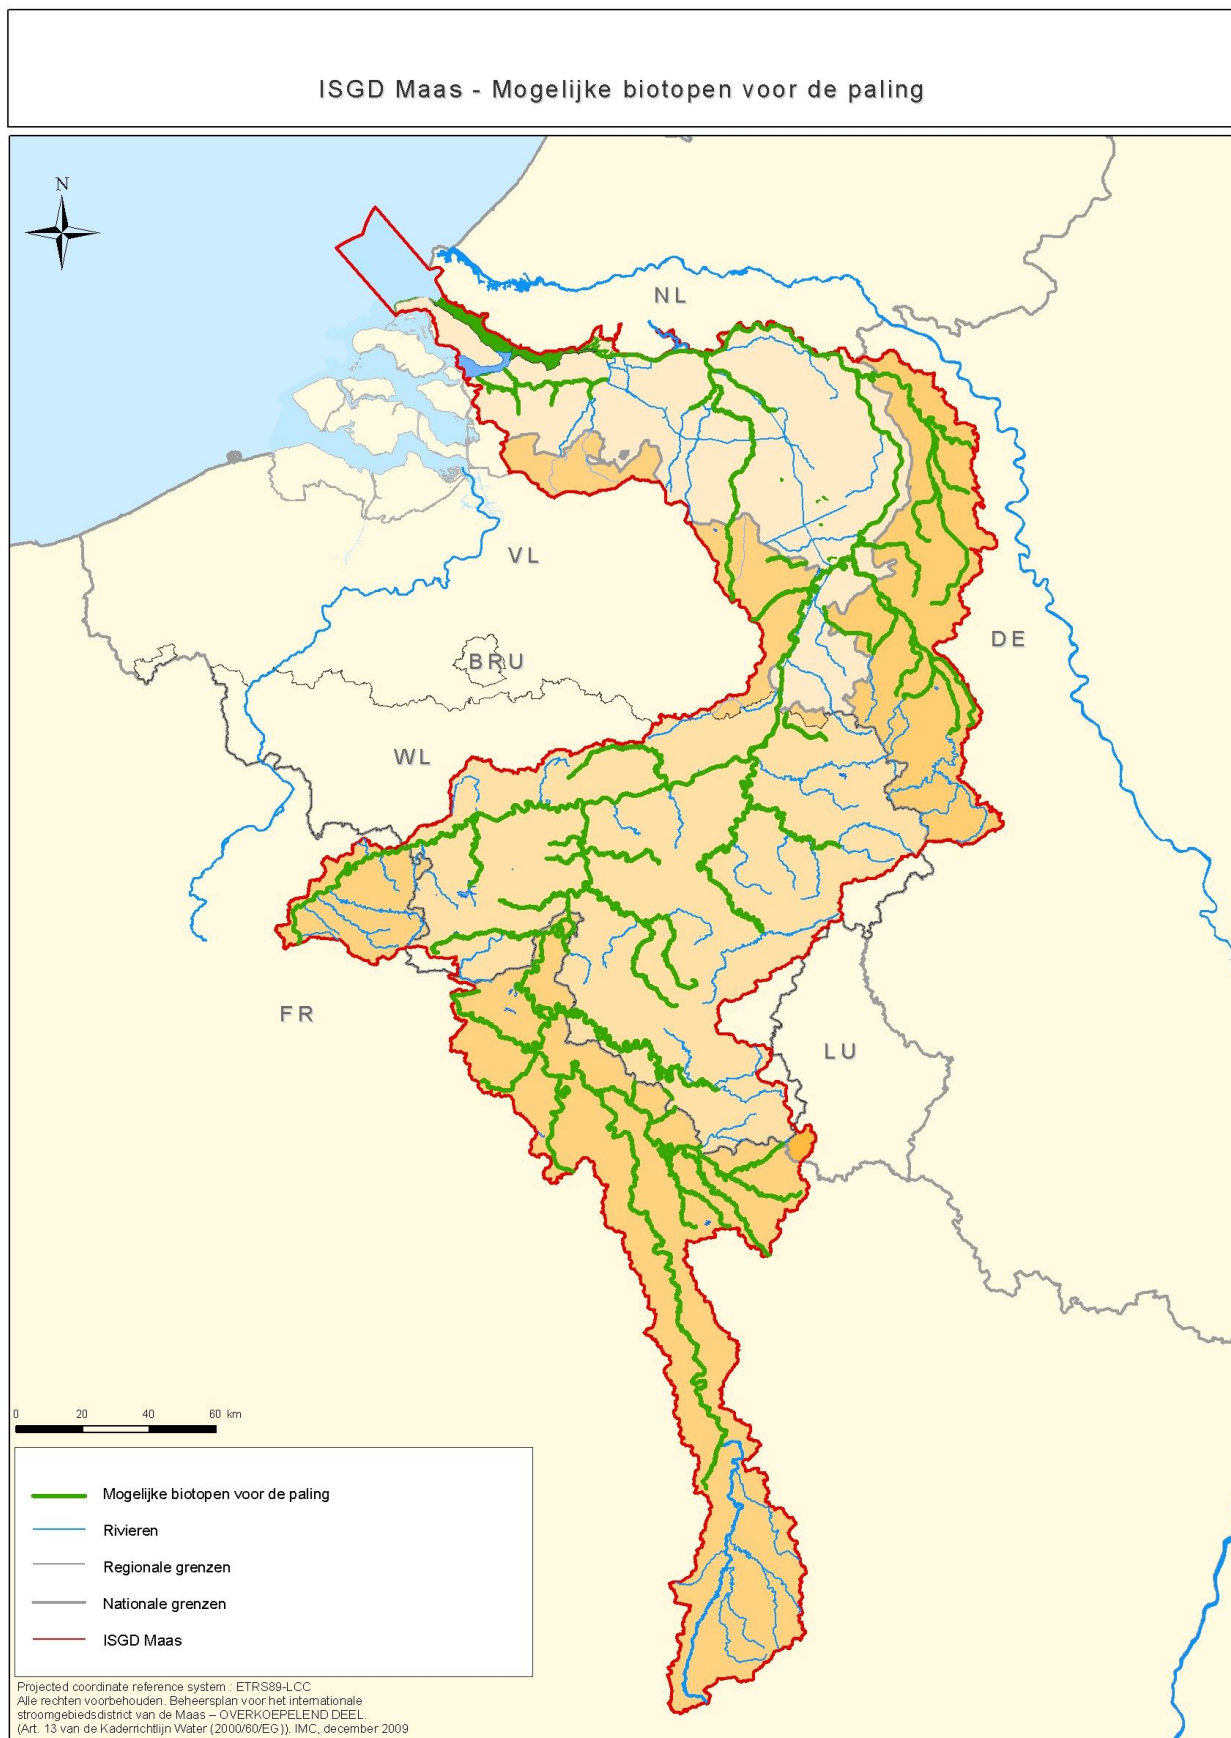 ISGD Maas - Mogelijke biotopen voor de paling
N
NL
VL
DE
BRU
WL
FR
LU
0 20 40 60 km
Mogelijke biotopen voor de paling
Rivieren
Regionale grenzen
Nationale grenzen
ISGD Maas
Projected coordinate reference system : ETRS89-LCC
Alle rechten voorbehouden. Beheersplan voor het internationale
stroomgebiedsdistrict van de Maas – OVERKOEPELEND DEEL.
(Art. 13 van de Kaderrichtlijn Water (2000/60/EG)). IMC, december 2009